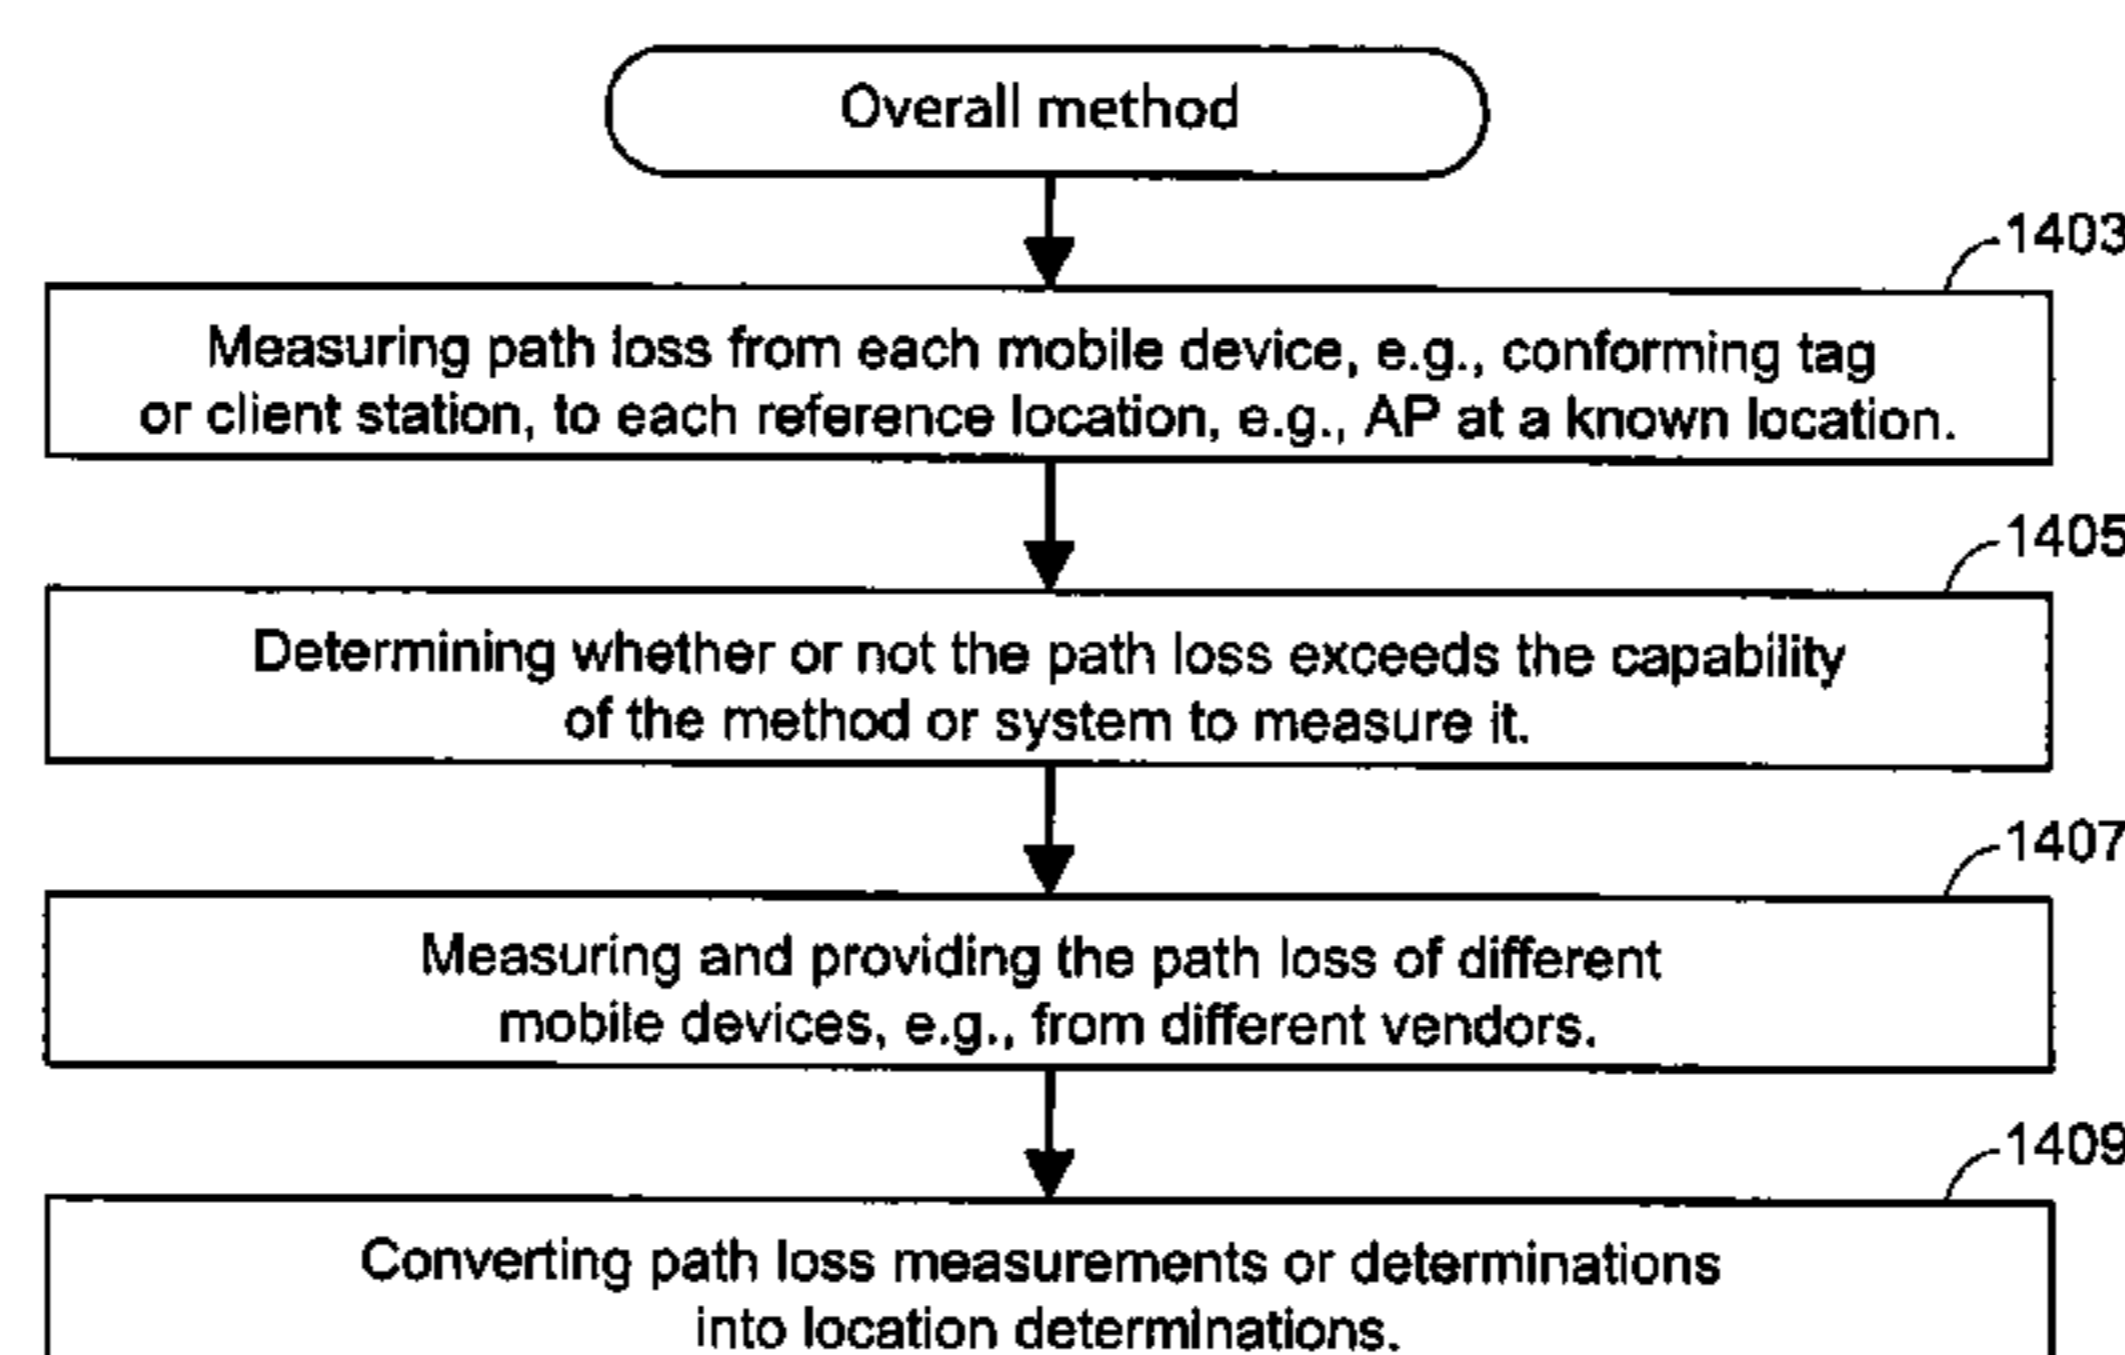 Overall method
1403
Measuring path loss from each mobile device, e.g., conforming tag
or client station, to each reference location, e.g., AP at a known location.
1405
Determining whether or not the path loss exceeds the capability
of the method or system to measure it.
1407
Measuring and providing the path loss of different
mobile devices, e.g., from different vendors.
1409
Converting path loss measurements or determinations
into location determinations.